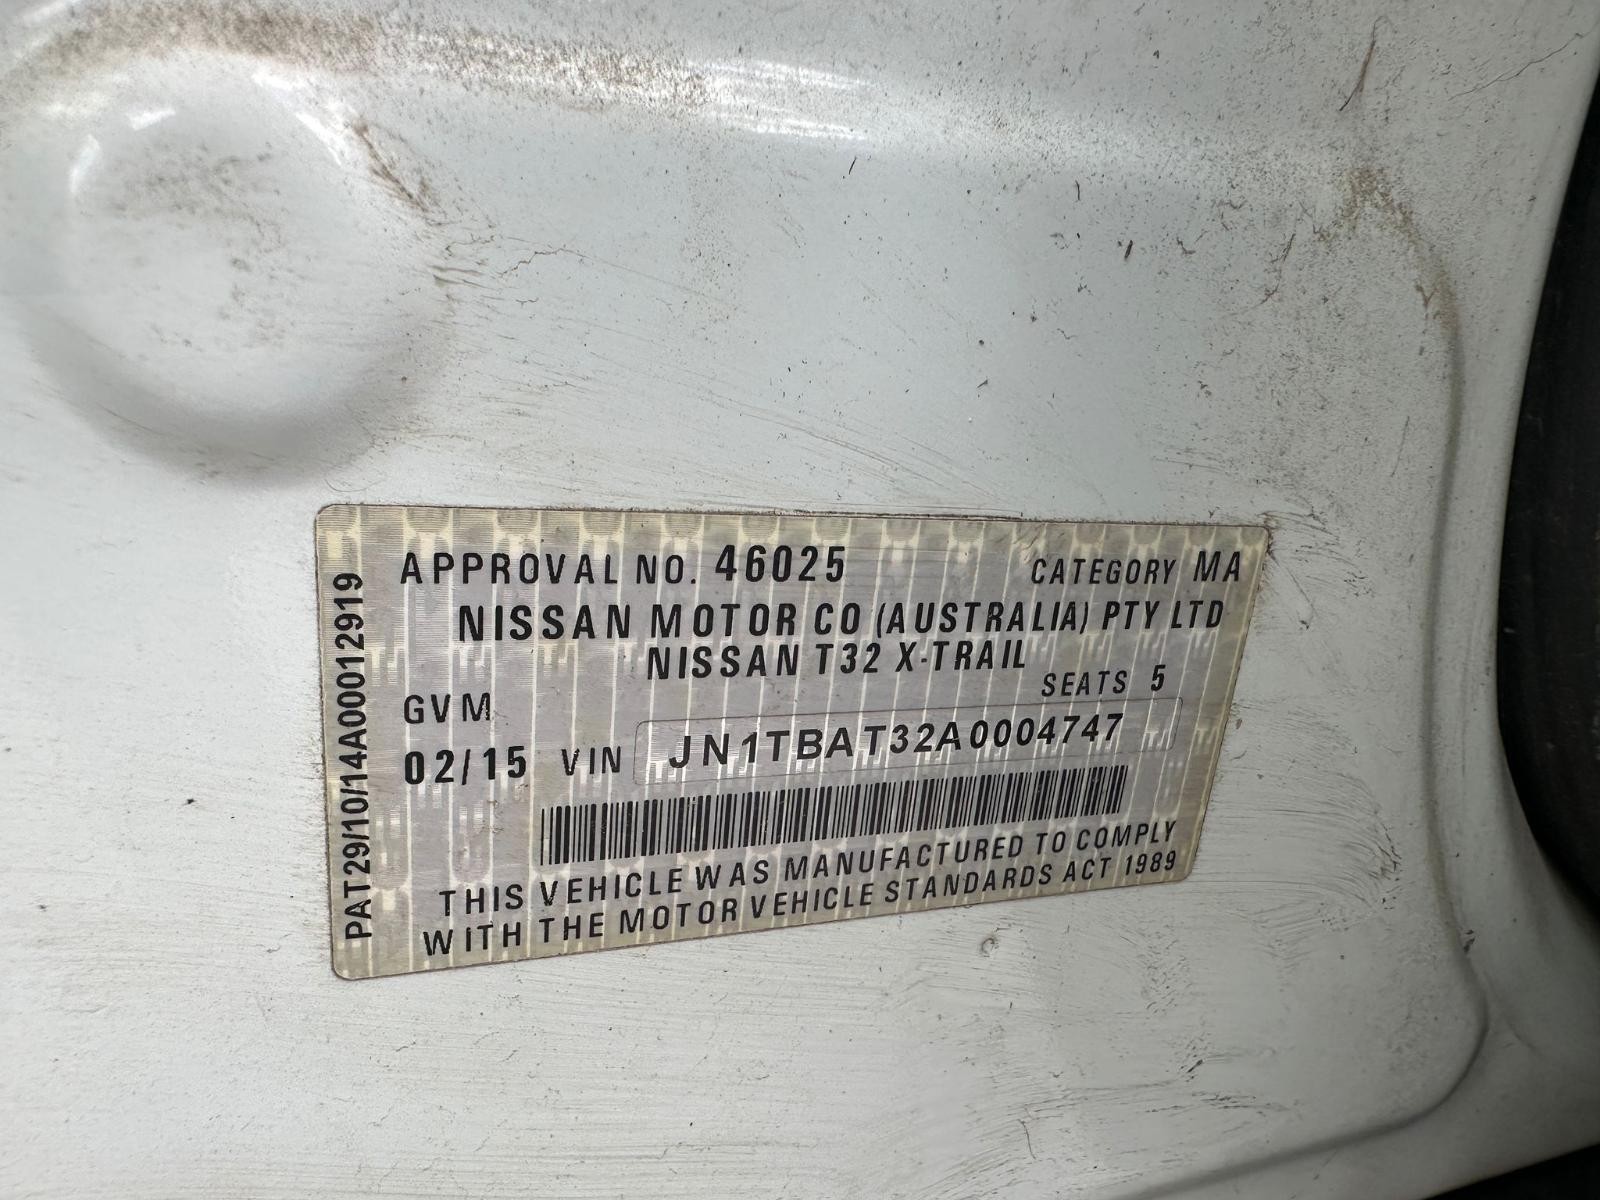 APPROVAL NO. 46025 CATEGORY MA
NISSAN MOTOR CO (AUSTRALIA) PTY LTD
NISSAN T32 X-TRAIL
SEATS 5
GVM
02/15 VIN JN1TBAT32A0004747
THIS VEHICLE WAS MANUFACTURED TO COMPLY
WITH THE MOTOR VEHICLE STANDARDS ACT 1989
PAT29/10/14A00012919